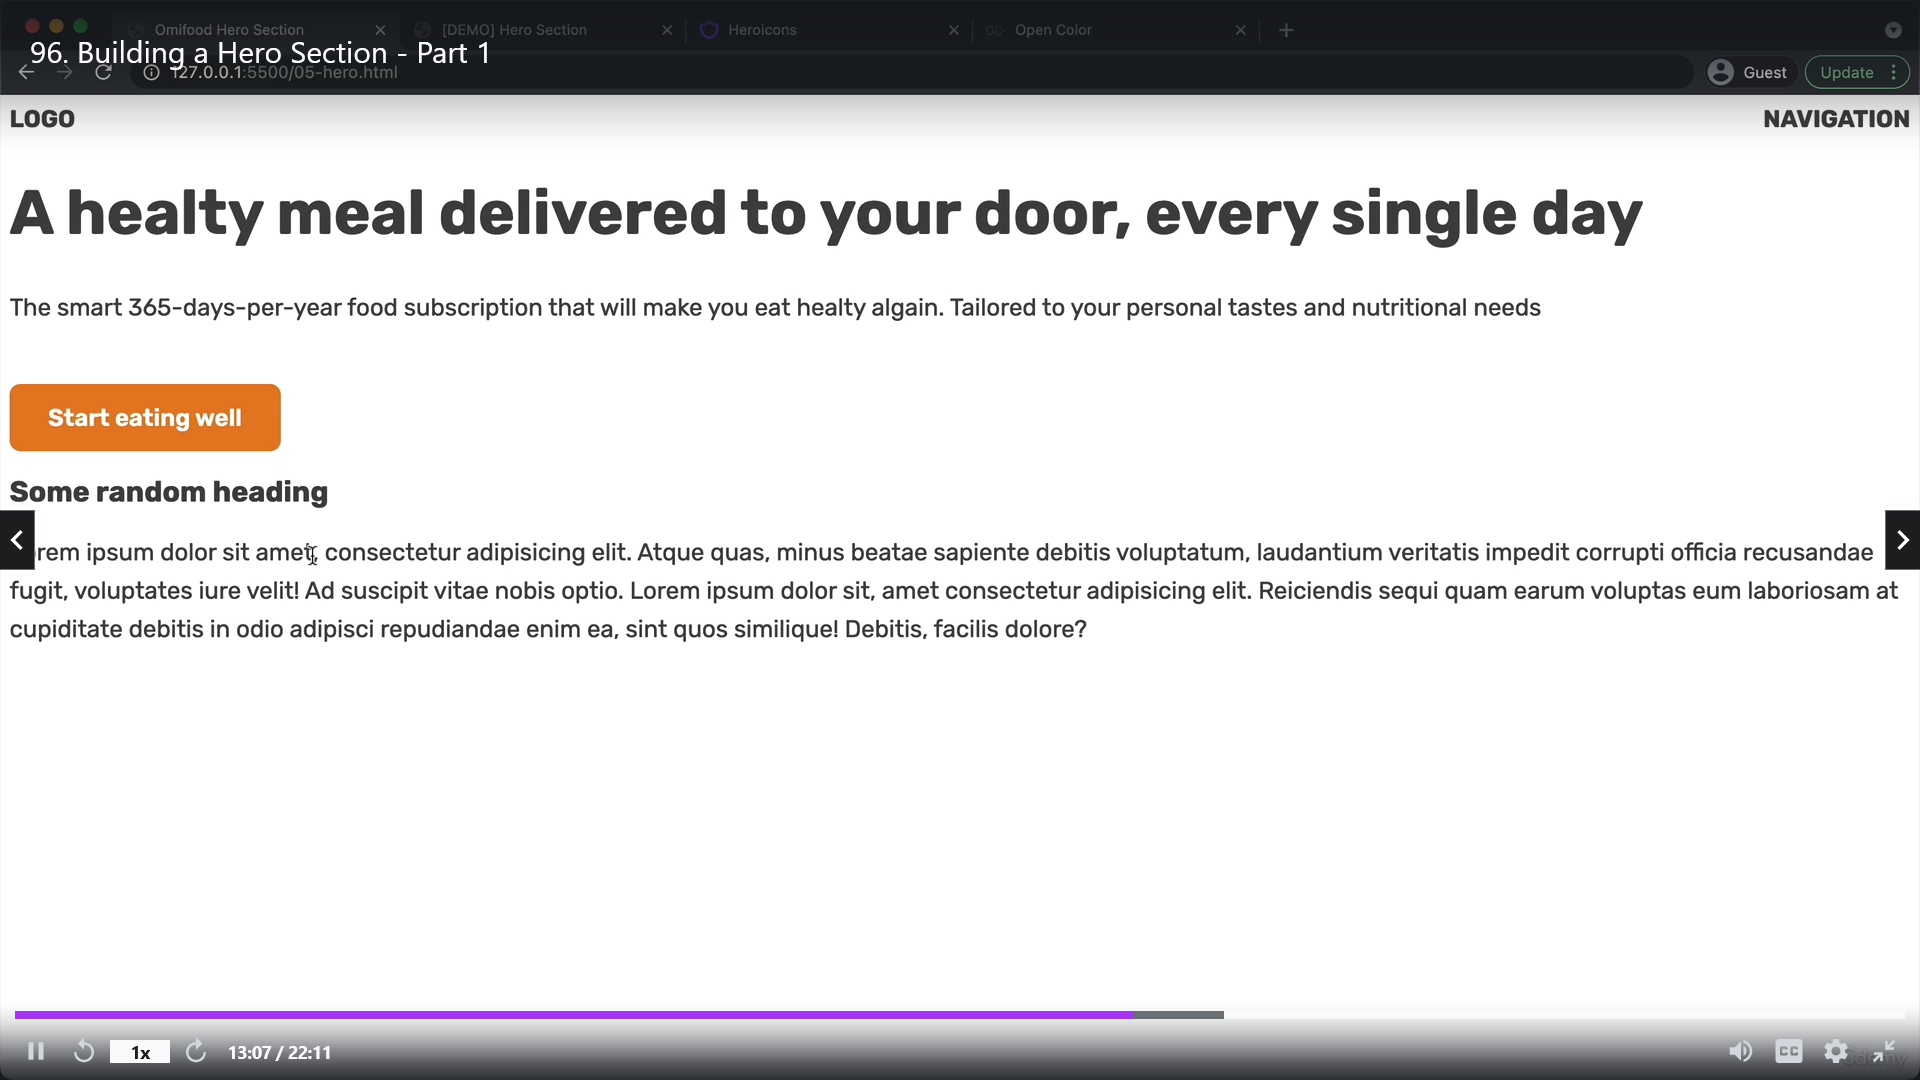 Omifood Hero Section
[DEMO] Hero Section
Heroicons
Open Color
96. Building a Hero Section - Part 1
127.0.0.1:5500/05-hero.html
Guest
Update
LOGO
NAVIGATION
A healty meal delivered to your door, every single day
The smart 365-days-per-year food subscription that will make you eat healty algain. Tailored to your personal tastes and nutritional needs
Start eating well
Some random heading
orem ipsum dolor sit amet, consectetur adipisicing elit. Atque quas, minus beatae sapiente debitis voluptatum, laudantium veritatis impedit corrupti officia recusandae
fugit, voluptates iure velit! Ad suscipit vitae nobis optio. Lorem ipsum dolor sit, amet consectetur adipisicing elit. Reiciendis sequi quam earum voluptas eum laboriosam at
cupiditate debitis in odio adipisci repudiandae enim ea, sint quos similique! Debitis, facilis dolore?
1x
13:07 / 22:11
CC